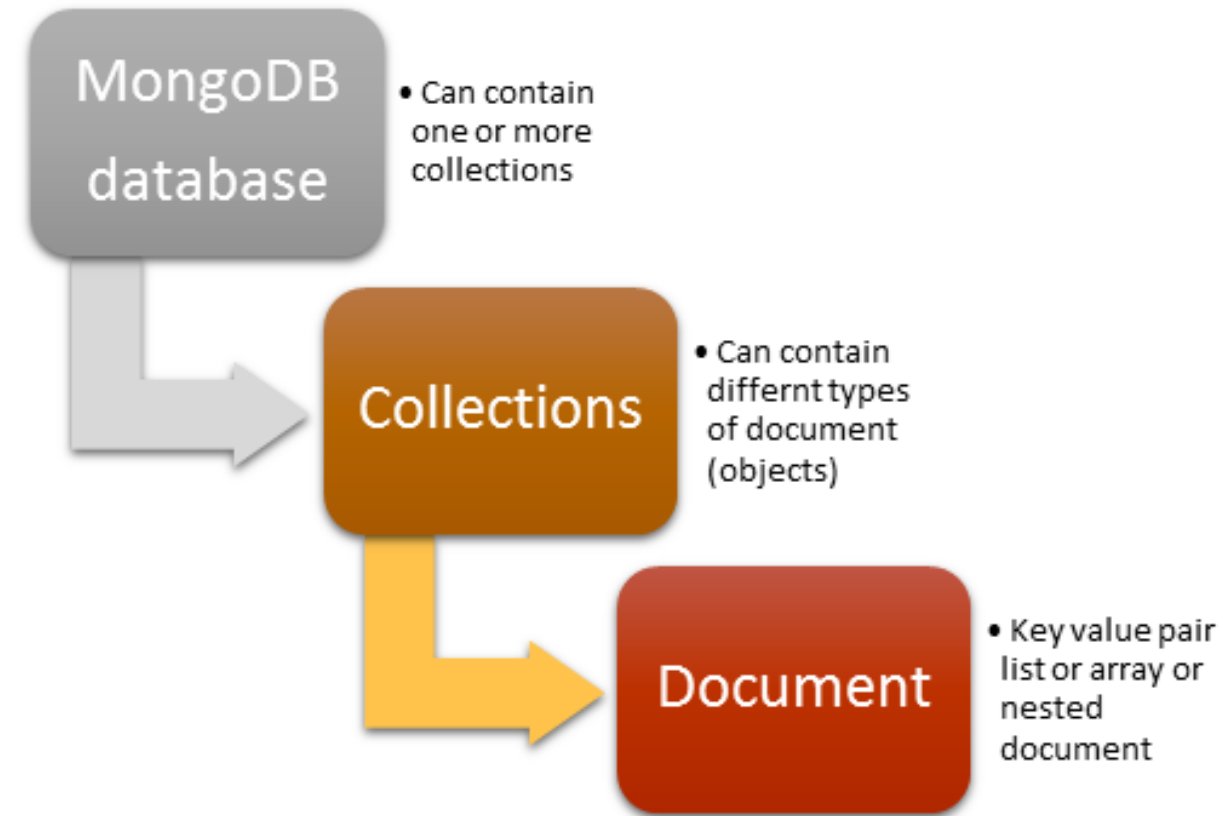 MongoDB
database
• Can contain
one or more
collections
Collections
• Can contain
differnt types
of document
(objects)
Document
• Key value pair
list or array or
nested
document